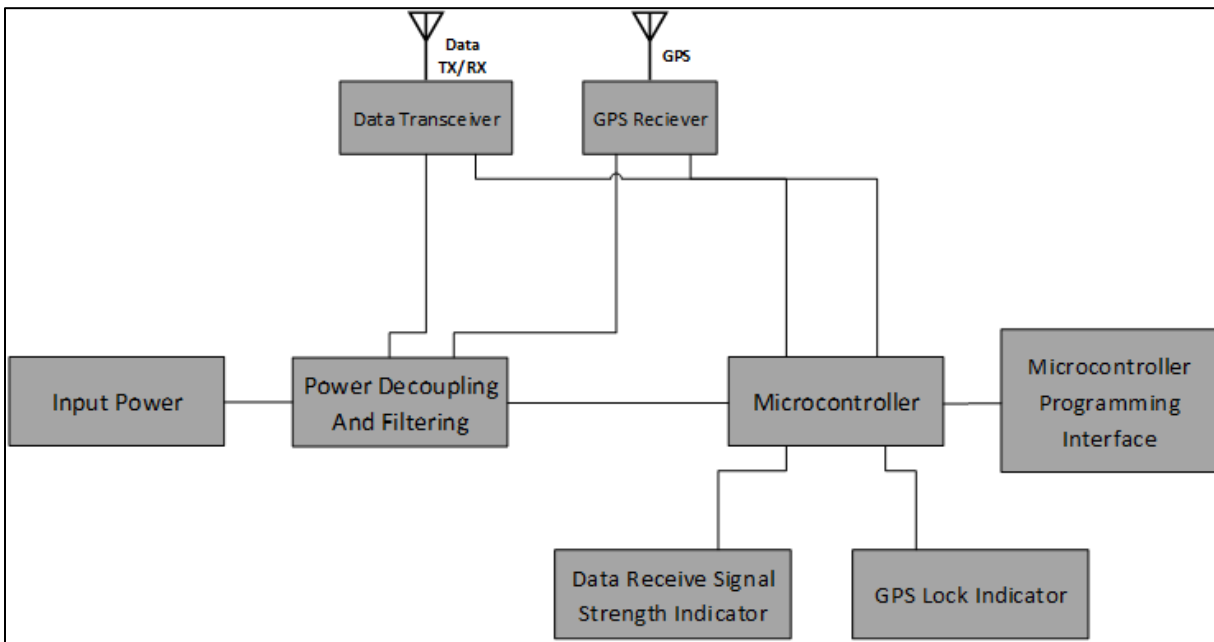 Data
TX/RX
GPS
Data Transceiver
GPS Reciever
Input Power
Power Decoupling
And Filtering
Microcontroller
Microcontroller
Programming
Interface
Data Receive Signal
Strength Indicator
GPS Lock Indicator